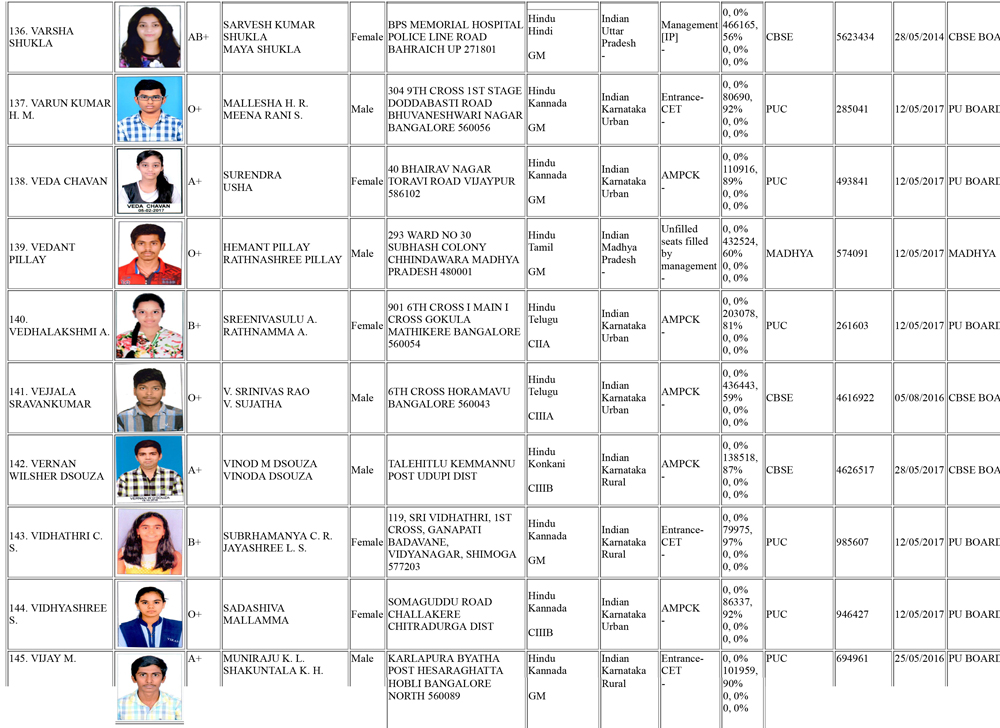 136. VARSHA
SHUKLA
AB+
SARVESH KUMAR
SHUKLA
MAYA SHUKLA
Female
BPS MEMORIAL HOSPITAL
POLICE LINE ROAD
BAHRAICH UP 271801
Hindu
Hindi
GM
Indian
Uttar
Pradesh
-
Management
[IP]
-
0, 0%
466165,
56%
0, 0%
0, 0%
CBSE
5623434
28/05/2014
CBSE BOA
137. VARUN KUMAR
H. M.
O+
MALLESHA H. R.
MEENA RANI S.
Male
304 9TH CROSS 1ST STAGE
DODDABASTI ROAD
BHUVANESHWARI NAGAR
BANGALORE 560056
Hindu
Kannada
GM
Indian
Karnataka
Urban
Entrance-
CET
-
0, 0%
80690,
92%
0, 0%
0, 0%
PUC
285041
12/05/2017
PU BOARD
138. VEDA CHAVAN
VEDA CHAVAN
A+
SURENDRA
USHA
Female
40 BHAIRAV NAGAR
TORAVI ROAD VIJAYPUR
586102
Hindu
Kannada
GM
Indian
Karnataka
Urban
AMPCK
-
0, 0%
110916,
89%
0, 0%
0, 0%
PUC
493841
12/05/2017
PU BOARD
139. VEDANT
PILLAY
O+
HEMANT PILLAY
RATHNASHREE PILLAY
Male
293 WARD NO 30
SUBHASH COLONY
CHHINDAWARA MADHYA
PRADESH 480001
Hindu
Tamil
GM
Indian
Madhya
Pradesh
-
Unfilled
seats filled
by
management
-
0, 0%
432524,
60%
0, 0%
0, 0%
MADHYA
574091
12/05/2017
MADHYA
140.
VEDHALAKSHMI A.
B+
SREENIVASULU A.
RATHNAMMA A.
Female
901 6TH CROSS I MAIN I
CROSS GOKULA
MATHIKERE BANGALORE
560054
Hindu
Telugu
CIIA
Indian
Karnataka
Urban
AMPCK
-
0, 0%
203078,
81%
0, 0%
0, 0%
PUC
261603
12/05/2017
PU BOARD
141. VEJJALA
SRAVANKUMAR
O+
V. SRINIVAS RAO
V. SUJATHA
Male
6TH CROSS HORAMAVU
BANGALORE 560043
Hindu
Telugu
CIIIA
Indian
Karnataka
Urban
AMPCK
-
0, 0%
436443,
59%
0, 0%
0, 0%
CBSE
4616922
05/08/2016
CBSE BOA
142. VERNAN
WILSHER DSOUZA
A+
VINOD M DSOUZA
VINODA DSOUZA
Male
TALEHITLU KEMMANNU
POST UDUPI DIST
Hindu
Konkani
CIIIB
Indian
Karnataka
Rural
AMPCK
-
0, 0%
138518,
87%
0, 0%
0, 0%
CBSE
4626517
28/05/2017
CBSE BOA
143. VIDHATHRI C.
S.
B+
SUBRHAMANYA C. R.
JAYASHREE L. S.
Female
119, SRI VIDHATHRI, 1ST
CROSS, GANAPATI
BADAVANE,
VIDYANAGAR, SHIMOGA
577203
Hindu
Kannada
GM
Indian
Karnataka
Rural
Entrance-
CET
-
0, 0%
79975,
97%
0, 0%
0, 0%
PUC
985607
12/05/2017
PU BOARD
144. VIDHYASHREE
S.
O+
SADASHIVA
MALLAMMA
Female
SOMAGUDDU ROAD
CHALLAKERE
CHITRADURGA DIST
Hindu
Kannada
CIIIB
Indian
Karnataka
Urban
AMPCK
-
0, 0%
86337,
92%
0, 0%
0, 0%
PUC
946427
12/05/2017
PU BOARD
145. VIJAY M.
A+
MUNIRAJU K. L.
SHAKUNTALA K. H.
Male
KARLAPURA BYATHA
POST HESARAGHATTA
HOBLI BANGALORE
NORTH 560089
Hindu
Kannada
GM
Indian
Karnataka
Rural
Entrance-
CET
-
0, 0%
101959,
90%
0, 0%
0, 0%
PUC
694961
25/05/2016
PU BOARD